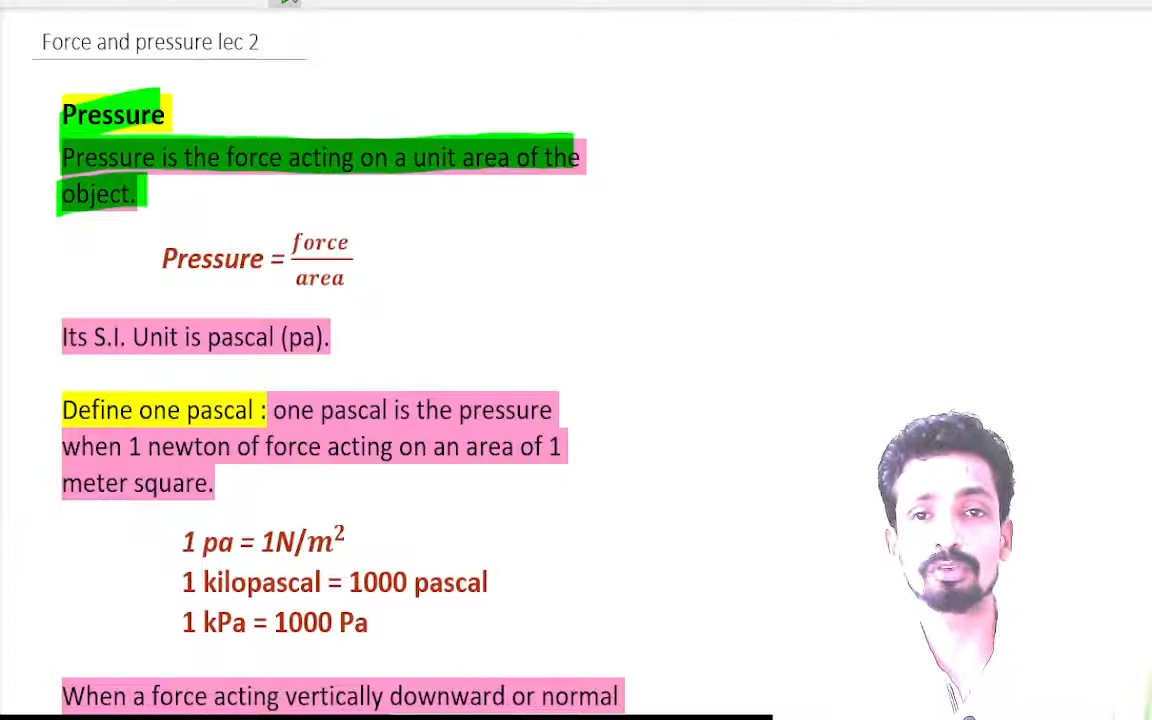 Force and pressure lec 2
Pressure
Pressure is the force acting on a unit area of the
object.
Pressure = force/area
Its S.I. Unit is pascal (pa).
Define one pascal : one pascal is the pressure
when 1 newton of force acting on an area of 1
meter square.
1 pa = 1N/m²
1 kilopascal = 1000 pascal
1 kPa = 1000 Pa
When a force acting vertically downward or normal